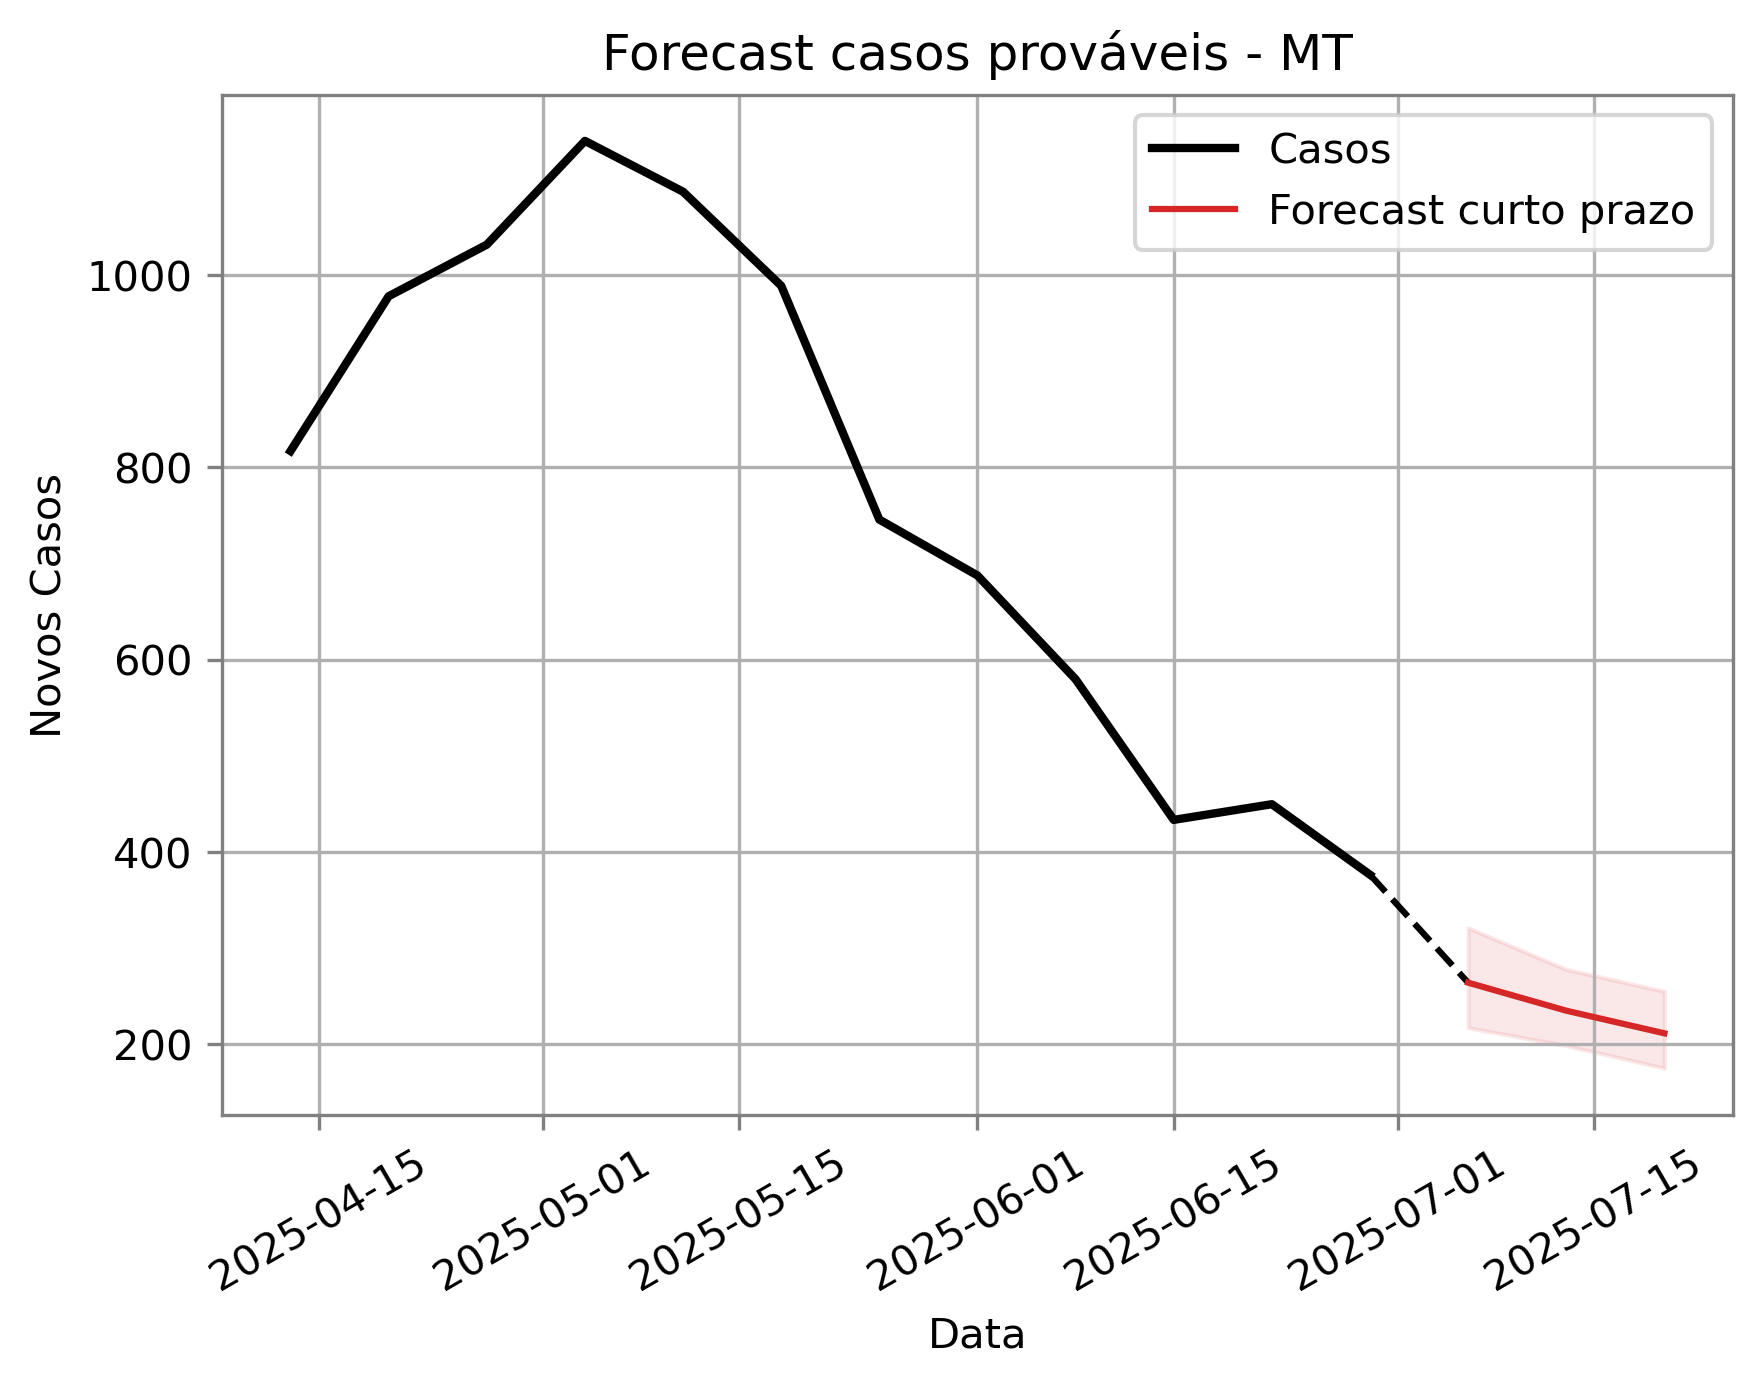 Forecast casos prováveis - MT
Casos
Forecast curto prazo
Novos Casos
1000
800
600
400
200
2025-04-15
2025-05-01
2025-05-15
2025-06-01
2025-06-15
2025-07-01
2025-07-15
Data